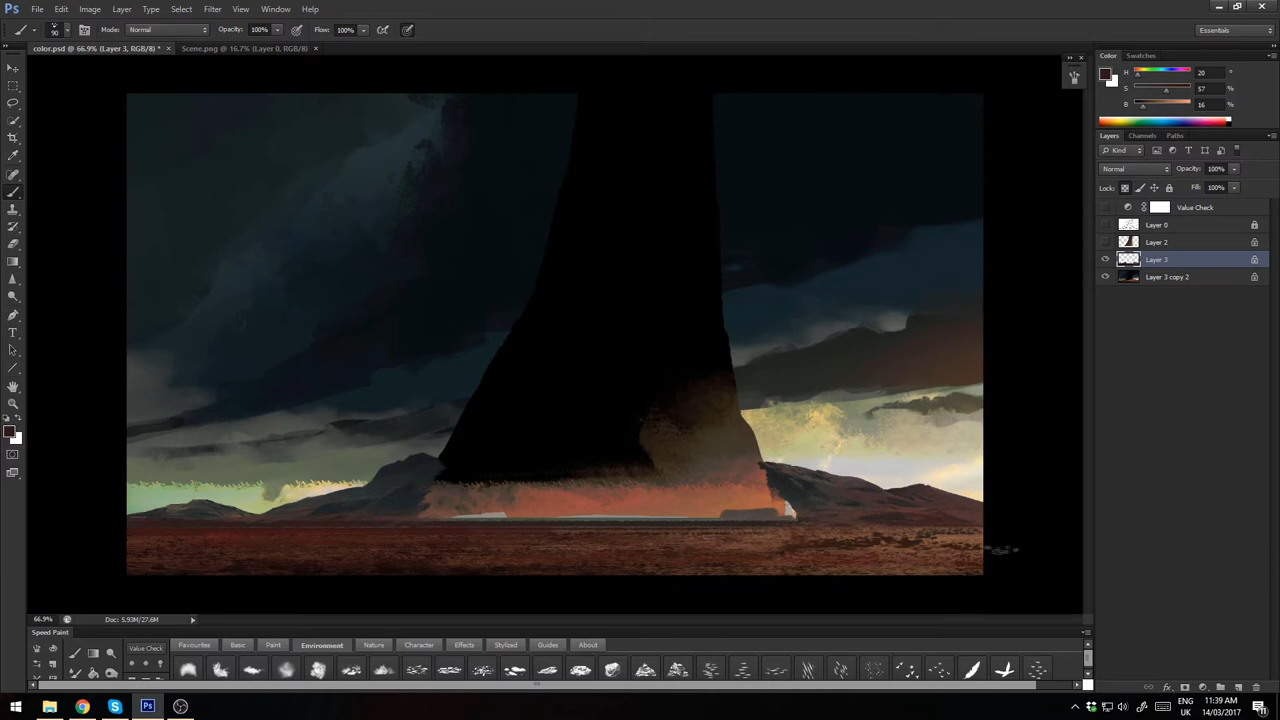 Ps File Edit Image Layer Type Select Filter View Window Help
90 Mode: Normal Opacity: 100% Flow: 100% Essentials
color.psd @ 66.9% (Layer 3, RGB/8) * × Scene.png @ 16.7% (Layer 0, RGB/8) ×
Color Swatches
H 20 °
S 57 %
B 16 %
Layers Channels Paths
Kind
Normal Opacity: 100%
Lock: Fill: 100%
Value Check
Layer 0
Layer 2
Layer 3
Layer 3 copy 2
66.9% Doc: 5.93M/27.6M
Speed Paint
Value Check Favourites Basic Paint Environment Nature Character Effects Stylized Guides About
ENG 11:39 AM
UK 14/03/2017